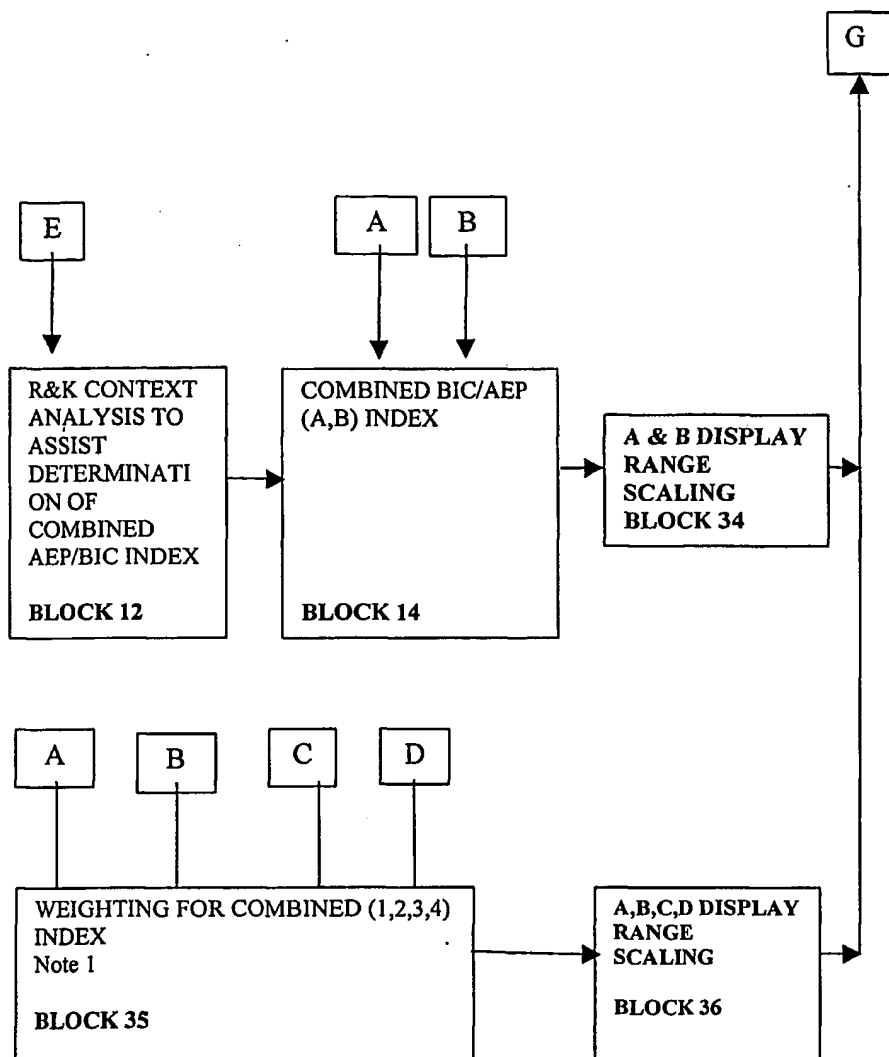 G
E
A
B
R&K CONTEXT
ANALYSIS TO
ASSIST
DETERMINATI
ON OF
COMBINED
AEP/BIC INDEX
BLOCK 12
COMBINED BIC/AEP
(A,B) INDEX
BLOCK 14
A & B DISPLAY
RANGE
SCALING
BLOCK 34
A
B
C
D
WEIGHTING FOR COMBINED (1,2,3,4)
INDEX
Note 1
BLOCK 35
A,B,C,D DISPLAY
RANGE
SCALING
BLOCK 36